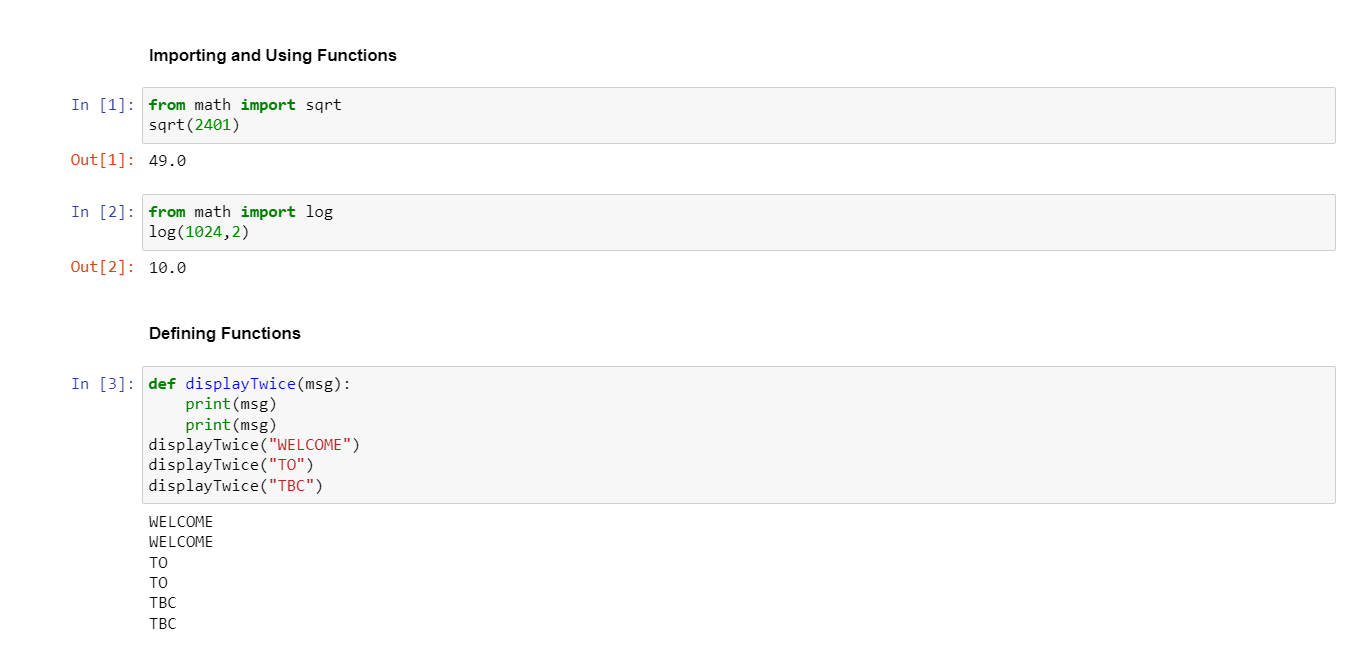 Importing and Using Functions
In [1]: from math import sqrt
sqrt(2401)
Out[1]: 49.0
In [2]: from math import log
log(1024,2)
Out[2]: 10.0
Defining Functions
In [3]: def displayTwice(msg):
    print(msg)
    print(msg)
displayTwice("WELCOME")
displayTwice("TO")
displayTwice("TBC")
WELCOME
WELCOME
TO
TO
TBC
TBC